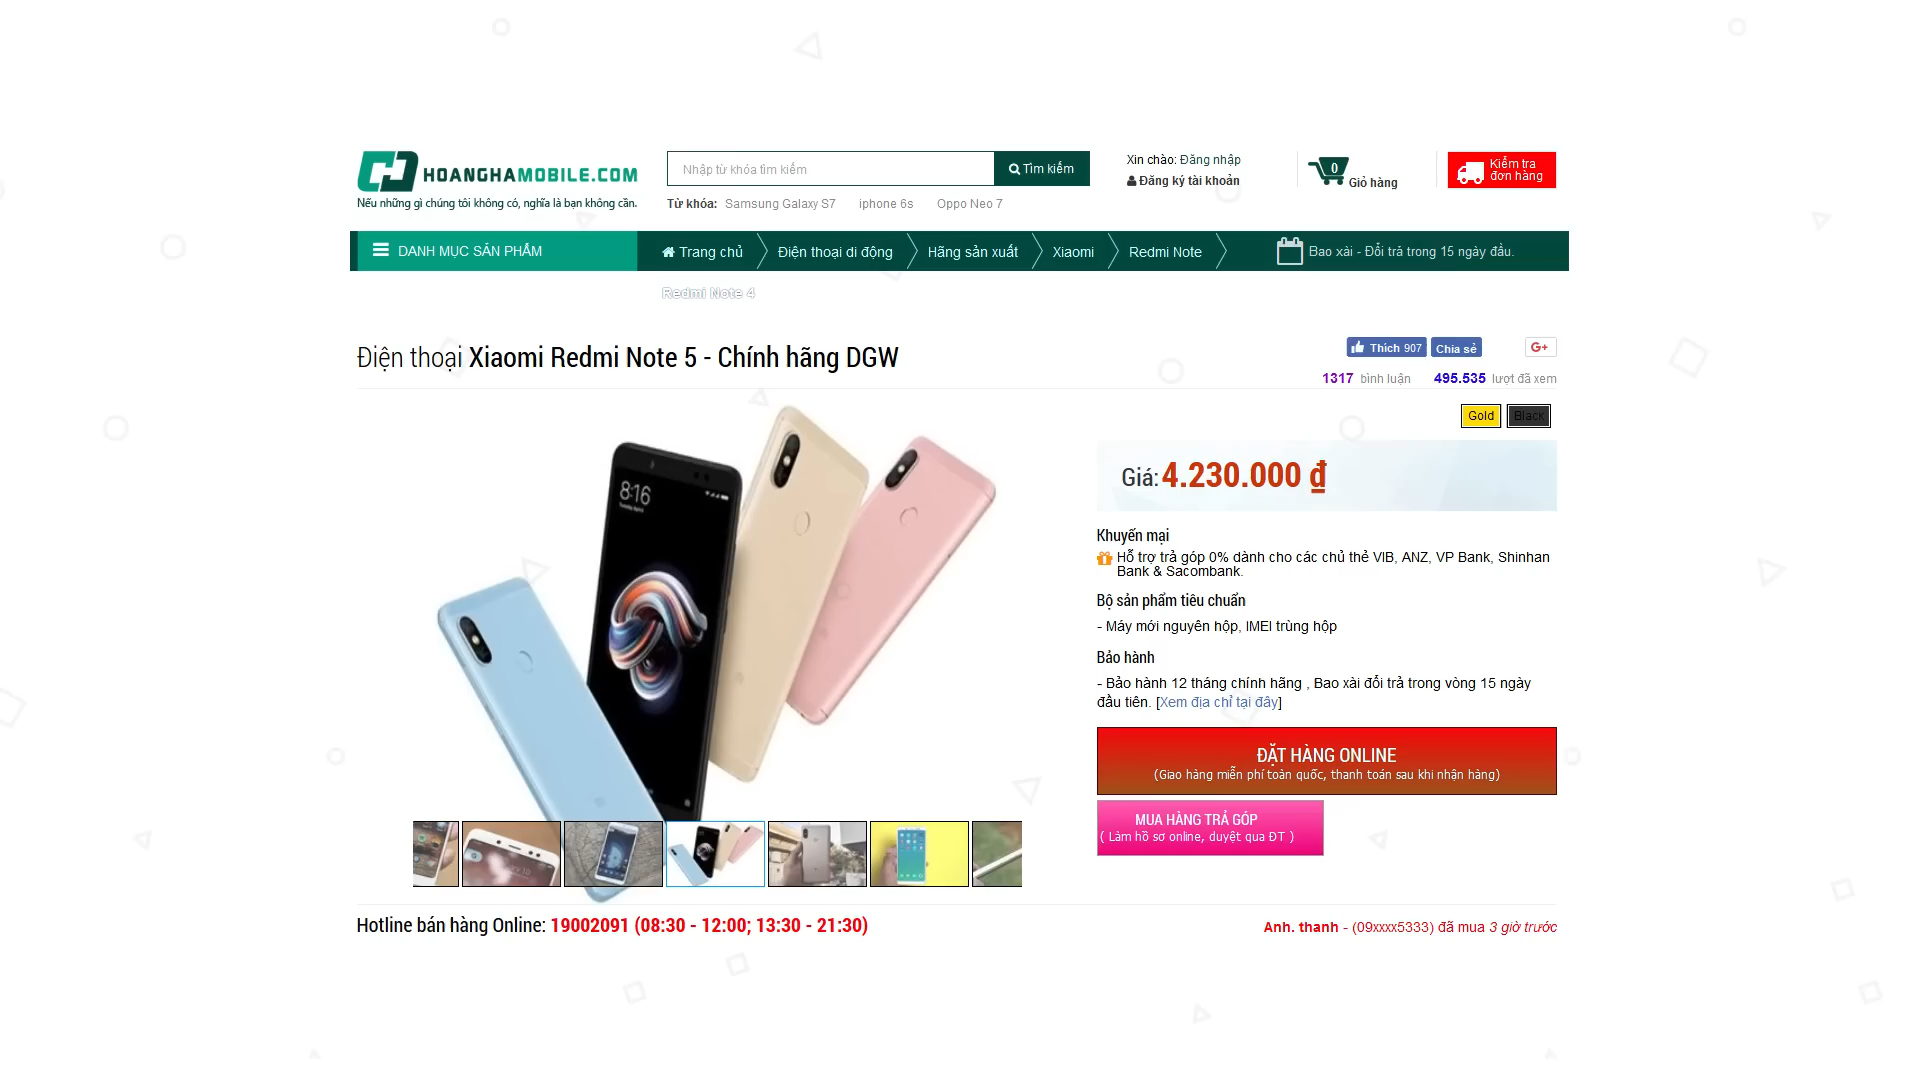 HOANGHAMOBILE.COM
Nếu những gì chúng tôi không có, nghĩa là bạn không cần.
Nhập từ khóa tìm kiếm
Tìm kiếm
Từ khóa: Samsung Galaxy S7 iphone 6s Oppo Neo 7
Xin chào: Đăng nhập
Đăng ký tài khoản
0
Giỏ hàng
Kiểm tra
đơn hàng
DANH MỤC SẢN PHẨM
Trang chủ
Điện thoại di động
Hãng sản xuất
Xiaomi
Redmi Note
Bao xài - Đổi trả trong 15 ngày đầu.
Redmi Note 4
Điện thoại Xiaomi Redmi Note 5 - Chính hãng DGW
Thích 907
Chia sẻ
G+
1317 bình luận 495.535 lượt đã xem
Gold
Black
8:16
Giá: 4.230.000 ₫
Khuyến mại
Hỗ trợ trả góp 0% dành cho các chủ thẻ VIB, ANZ, VP Bank, Shinhan
Bank & Sacombank.
Bộ sản phẩm tiêu chuẩn
- Máy mới nguyên hộp, IMEI trùng hộp
Bảo hành
- Bảo hành 12 tháng chính hãng , Bao xài đổi trả trong vòng 15 ngày
đầu tiên. [Xem địa chỉ tại đây]
ĐẶT HÀNG ONLINE
(Giao hàng miễn phí toàn quốc, thanh toán sau khi nhận hàng)
MUA HÀNG TRẢ GÓP
( Làm hồ sơ online, duyệt qua ĐT )
Hotline bán hàng Online: 19002091 (08:30 - 12:00; 13:30 - 21:30)
Anh. thanh - (09xxxx5333) đã mua 3 giờ trước